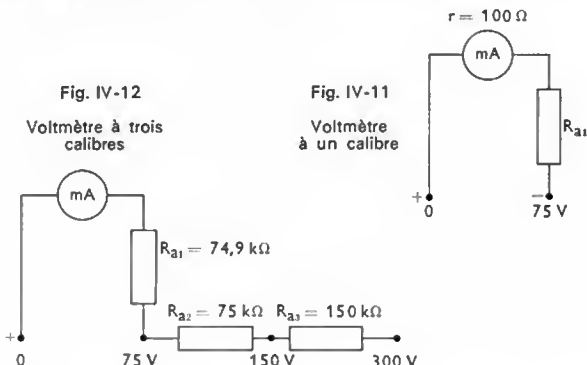 r = 100 Ω
mA
Fig. IV-12
Voltmètre à trois
calibres
Fig. IV-11
Voltmètre
à un calibre
Ra1
+
0
−
75 V
mA
Ra1 = 74,9 kΩ
Ra2 = 75 kΩ
Ra3 = 150 kΩ
+
0
75 V
150 V
300 V